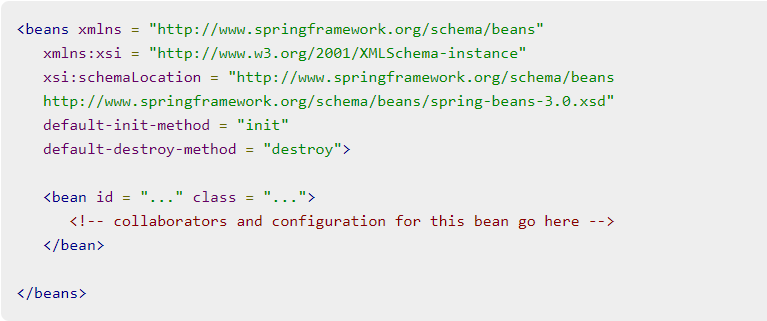 <beans xmlns = "http://www.springframework.org/schema/beans"
   xmlns:xsi = "http://www.w3.org/2001/XMLSchema-instance"
   xsi:schemaLocation = "http://www.springframework.org/schema/beans
   http://www.springframework.org/schema/beans/spring-beans-3.0.xsd"
   default-init-method = "init"
   default-destroy-method = "destroy">

   <bean id = "..." class = "...">
      <!-- collaborators and configuration for this bean go here -->
   </bean>

</beans>